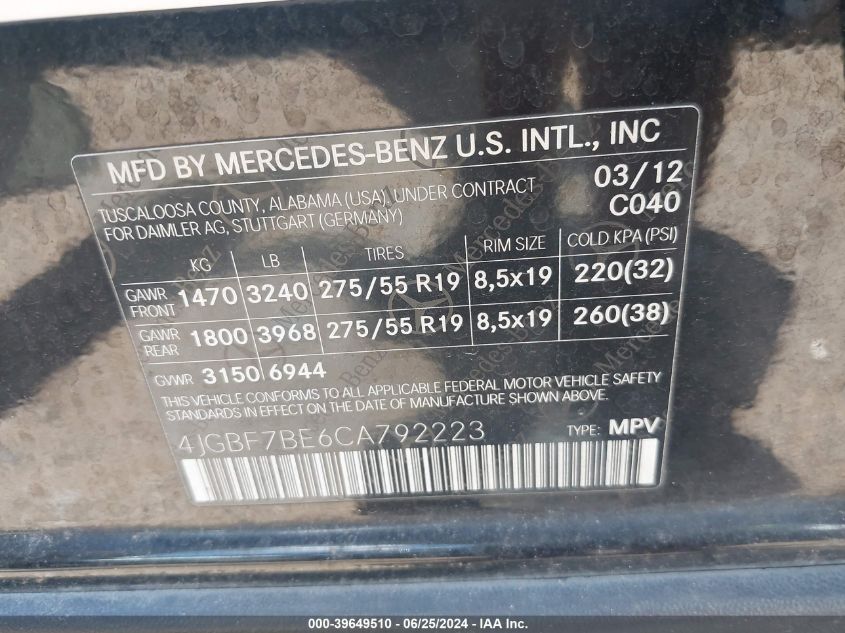 MFD BY MERCEDES-BENZ U.S. INTL., INC
TUSCALOOSA COUNTY, ALABAMA (USA), UNDER CONTRACT
FOR DAIMLER AG, STUTTGART (GERMANY)
03/12
C040
KG LB TIRES RIM SIZE COLD KPA (PSI)
GAWR FRONT 1470 3240 275/55 R19 8,5x19 220(32)
GAWR REAR 1800 3968 275/55 R19 8,5x19 260(38)
GVWR 3150 6944
THIS VEHICLE CONFORMS TO ALL APPLICABLE FEDERAL MOTOR VEHICLE SAFETY
STANDARDS IN EFFECT ON THE DATE OF MANUFACTURE SHOWN ABOVE.
4JGBF7BE6CA792223 TYPE: MPV
000-39649510 - 06/25/2024 - IAA Inc.